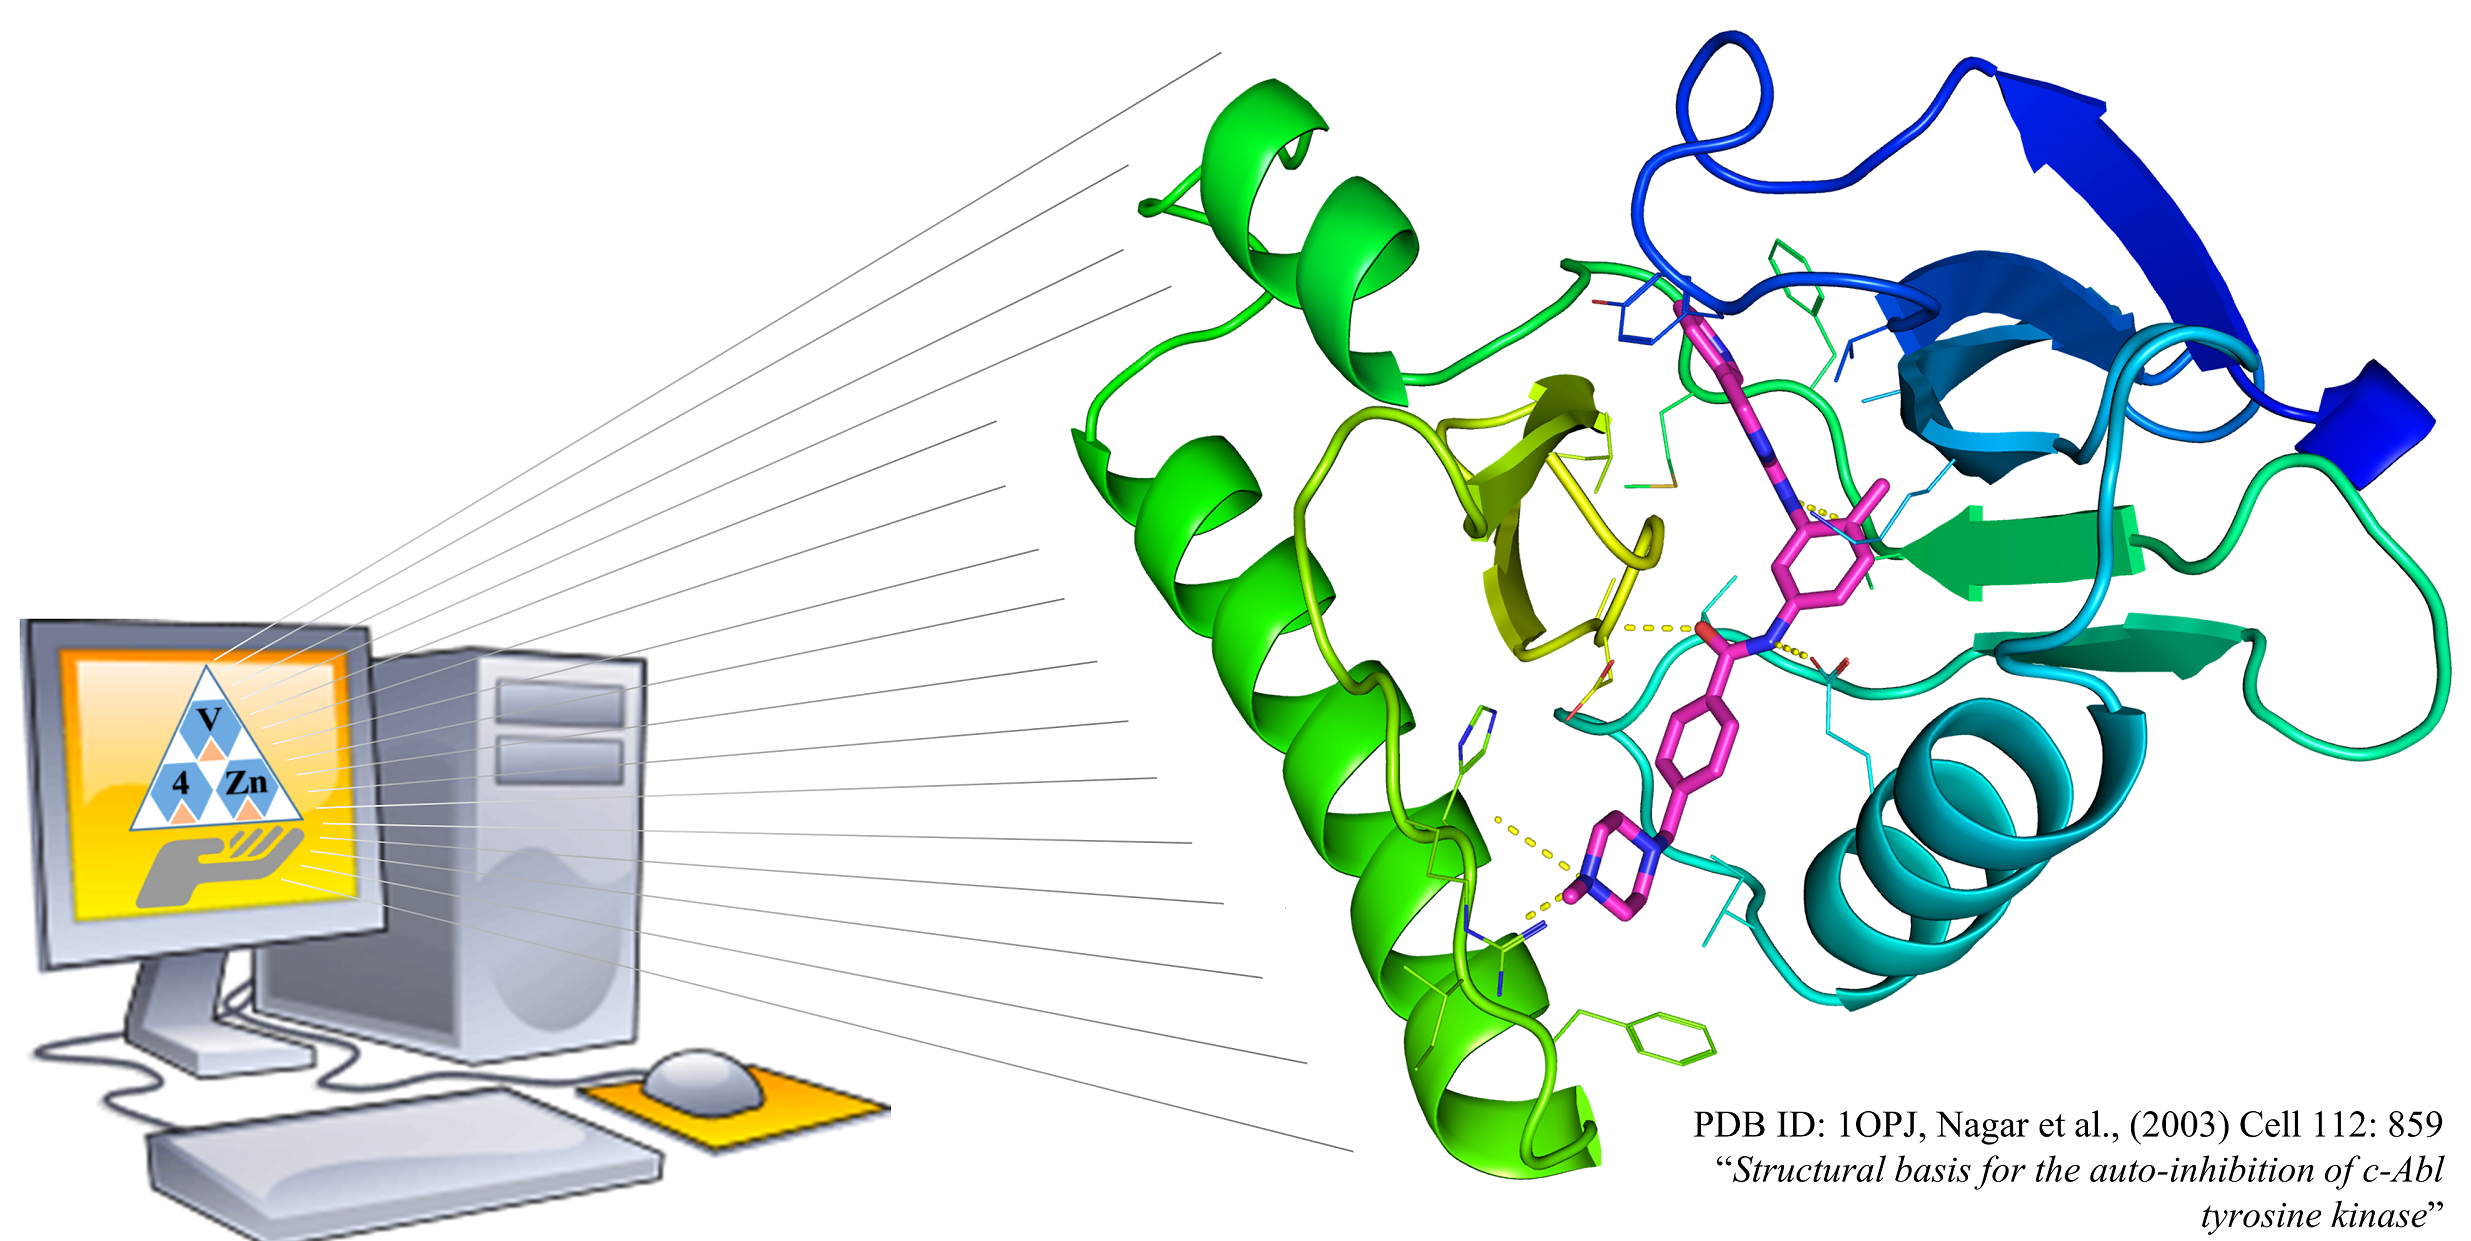 V
4 Zn
PDB ID: 1OPJ, Nagar et al., (2003) Cell 112: 859
“Structural basis for the auto-inhibition of c-Abl
tyrosine kinase”